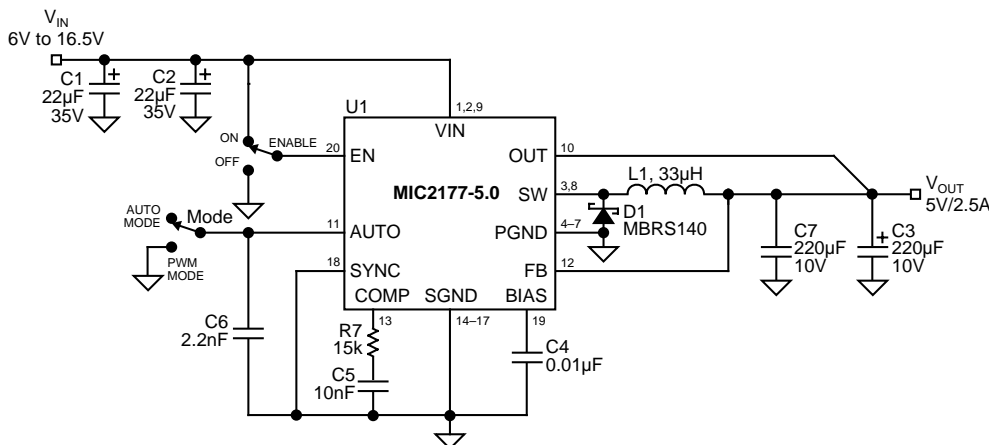 VIN
6V to 16.5V
C1
22µF
35V
C2
22µF
35V
U1
1,2,9
VIN
ON
ENABLE
OFF
20
EN
OUT
10
MIC2177-5.0
SW
3,8
L1, 33µH
VOUT
5V/2.5A
D1
MBRS140
AUTO
MODE
Mode
11
AUTO
PGND
4–7
C7
220µF
10V
C3
220µF
10V
PWM
MODE
18
SYNC
FB
12
COMP
SGND
BIAS
13
14–17
19
C6
2.2nF
R7
15k
C4
0.01µF
C5
10nF